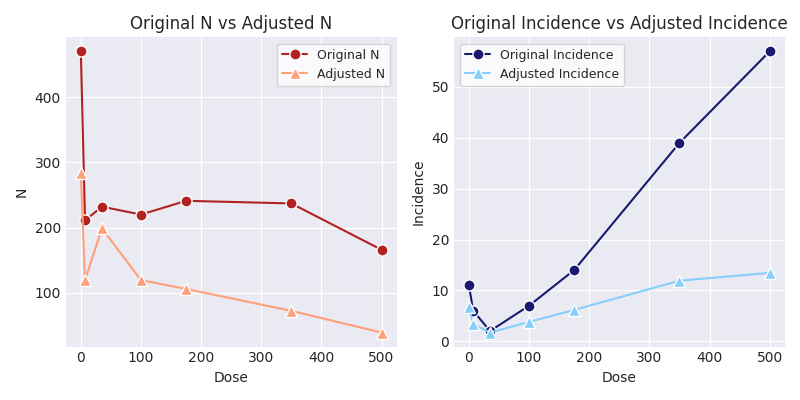 Original N vs Adjusted N
Original N
Adjusted N
400
300
200
100
N
0 100 200 300 400 500
Dose
Original Incidence vs Adjusted Incidence
Original Incidence
Adjusted Incidence
50
40
30
20
10
0
Incidence
0 100 200 300 400 500
Dose